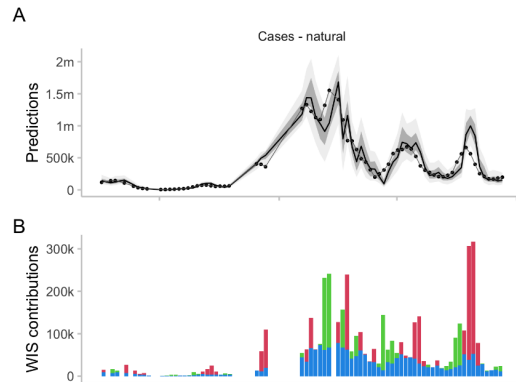 A
Cases - natural
Predictions
2m
1.5m
1m
500k
0
B
WIS contributions
300k
200k
100k
0